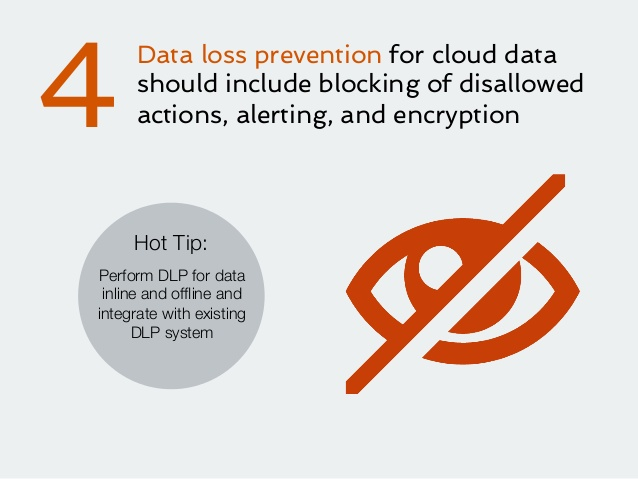 4
Data loss prevention for cloud data
should include blocking of disallowed
actions, alerting, and encryption
Hot Tip:
Perform DLP for data
inline and offline and
integrate with existing
DLP system